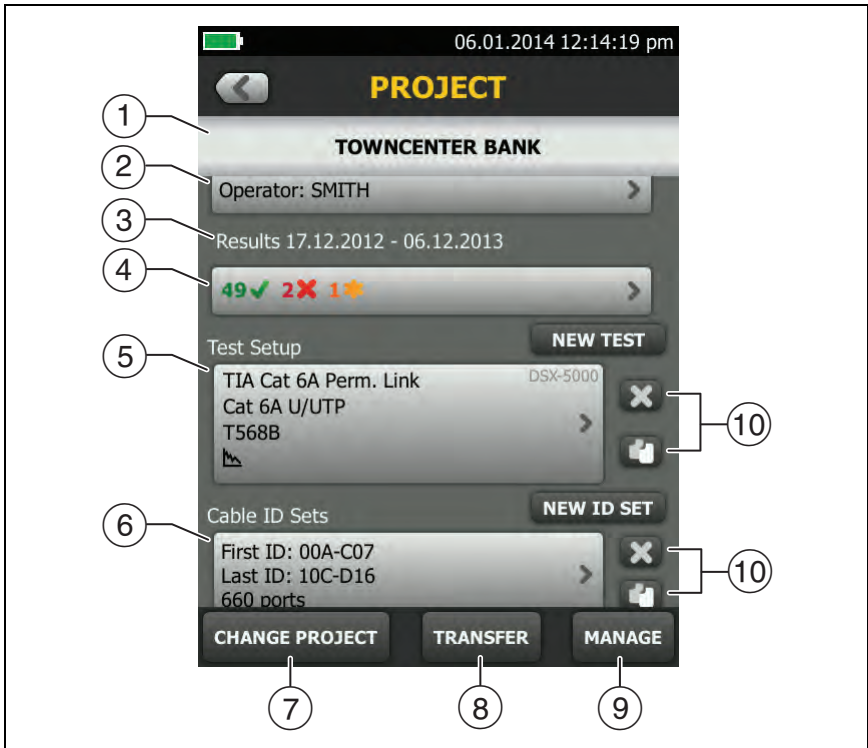 06.01.2014 12:14:19 pm
PROJECT
1
TOWNCENTER BANK
2
Operator: SMITH
3
Results 17.12.2012 - 06.12.2013
4
49 2 1
NEW TEST
5
Test Setup
TIA Cat 6A Perm. Link
DSX-5000
Cat 6A U/UTP
T568B
10
NEW ID SET
6
Cable ID Sets
First ID: 00A-C07
Last ID: 10C-D16
660 ports
10
CHANGE PROJECT
TRANSFER
MANAGE
7
8
9